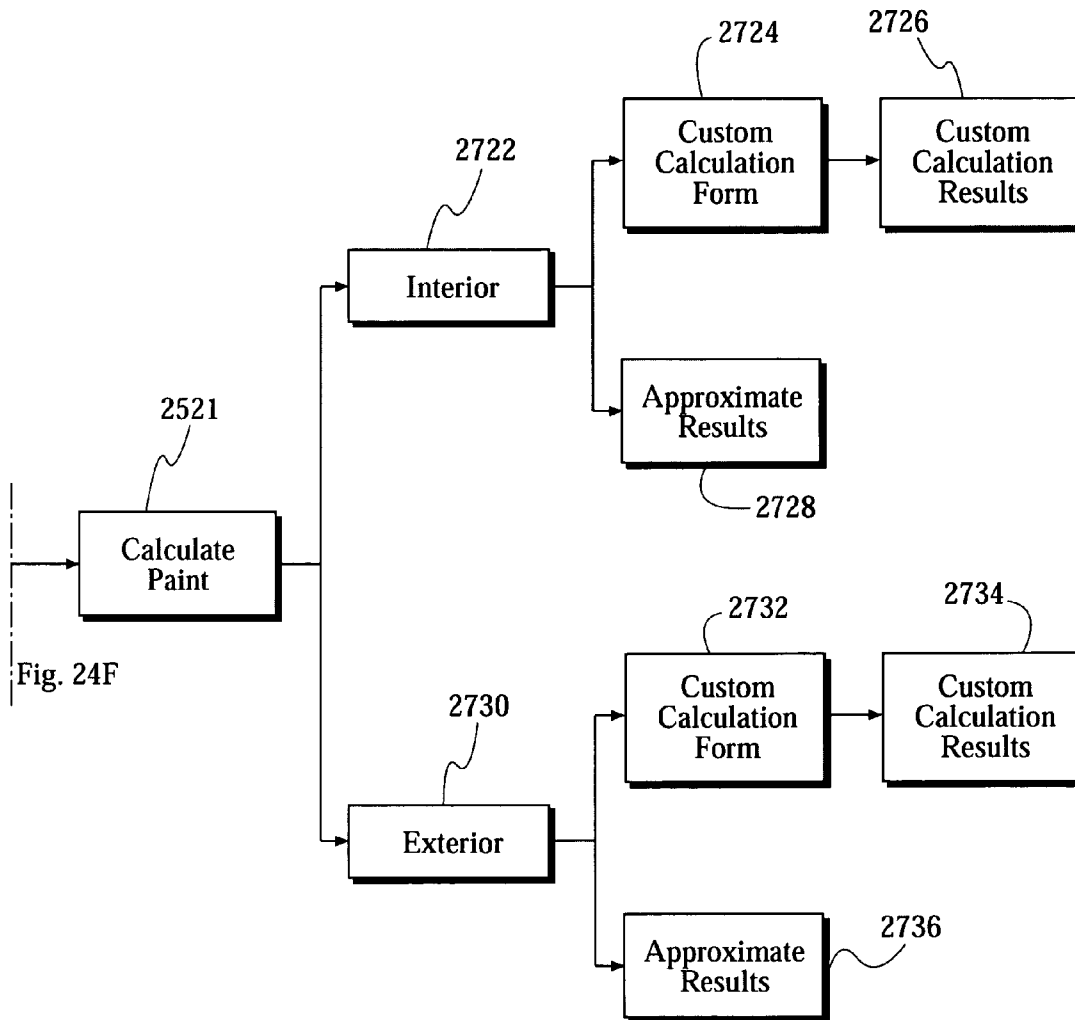 2724
2726
Custom
Calculation
Form
Custom
Calculation
Results
2722
Interior
Approximate
Results
2728
2521
Calculate
Paint
Fig. 24F
2732
2734
Custom
Calculation
Form
Custom
Calculation
Results
2730
Exterior
Approximate
Results
2736